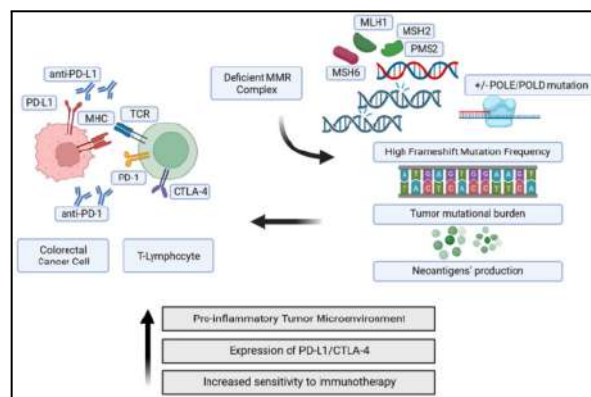 anti-PD-L1
PD-L1
MHC
TCR
PD-1
CTLA-4
anti-PD-1
Colorectal
Cancer Cell
T-Lymphocyte
Deficient MMR
Complex
MLH1
MSH2
PMS2
MSH6
+/- POLE/POLD mutation
High Frameshift Mutation Frequency
Tumor mutational burden
Neoantigens' production
Pro-inflammatory Tumor Microenvironment
Expression of PD-L1/CTLA-4
Increased sensitivity to immunotherapy